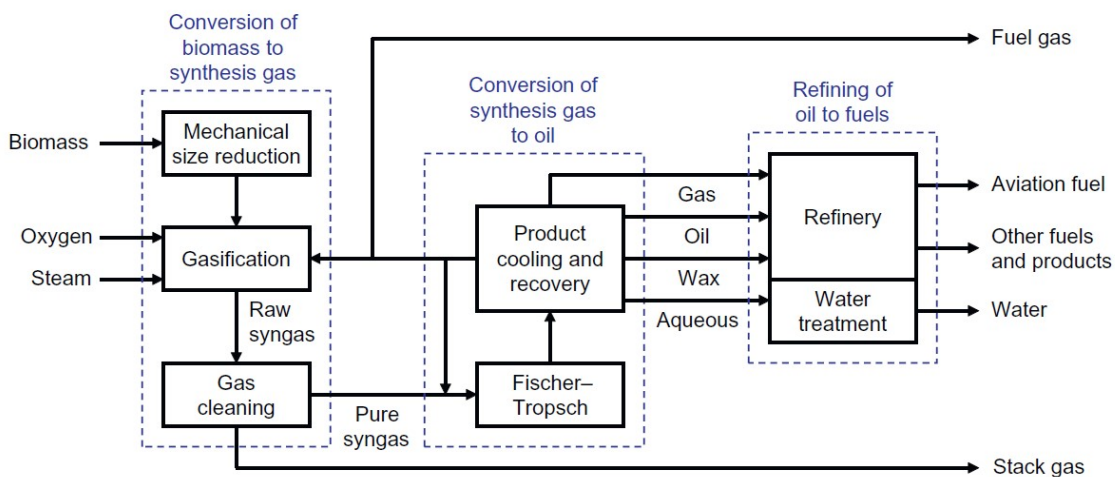 Conversion of
biomass to
synthesis gas
Fuel gas
Conversion of
synthesis gas
to oil
Refining of
oil to fuels
Biomass
Mechanical
size reduction
Oxygen
Steam
Gasification
Raw
syngas
Gas
cleaning
Pure
syngas
Product
cooling and
recovery
Fischer–
Tropsch
Gas
Oil
Wax
Aqueous
Refinery
Water
treatment
Aviation fuel
Other fuels
and products
Water
Stack gas